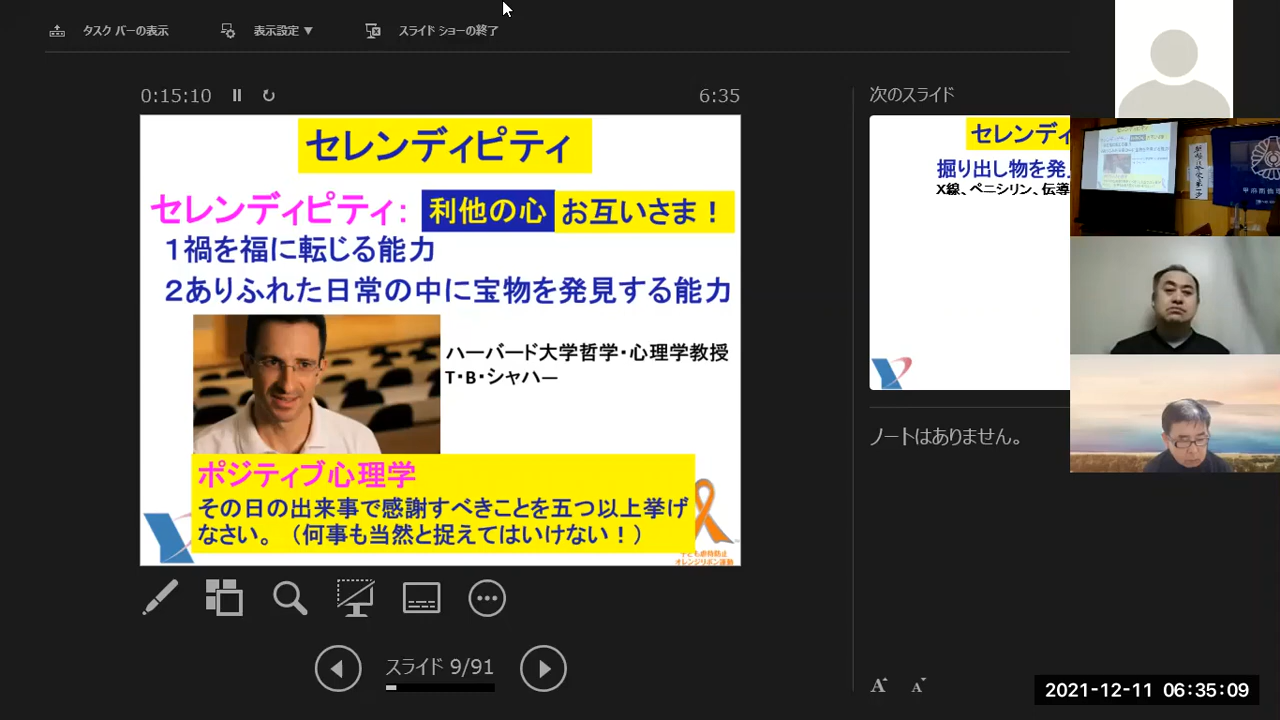 タスク バーの表示
表示設定 ▼
スライド ショーの終了
0:15:10
6:35
次のスライド
セレンディピティ
セレンディピティ: 利他の心 お互いさま！
１禍を福に転じる能力
２ありふれた日常の中に宝物を発見する能力
ハーバード大学哲学・心理学教授
T・B・シャハー
ポジティブ心理学
その日の出来事で感謝すべきことを五つ以上挙げ
なさい。（何事も当然と捉えてはいけない！）
子ども虐待防止
オレンジリボン運動
セレンディ
掘り出し物を発
X線、ペニシリン、伝導
ノートはありません。
スライド 9/91
2021-12-11 06:35:09